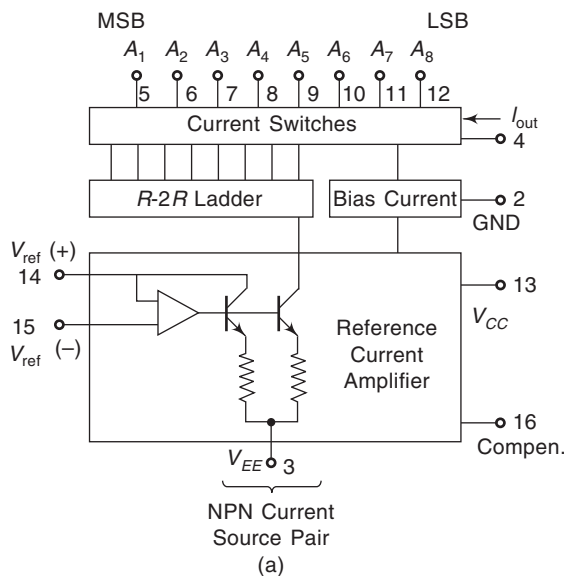 MSB LSB
A1 A2 A3 A4 A5 A6 A7 A8
5 6 7 8 9 10 11 12
Current Switches
Iout
4
R-2R Ladder
Bias Current
2
GND
Vref (+)
14
13
VCC
15
Vref (–)
Reference
Current
Amplifier
16
Compen.
VEE 3
NPN Current
Source Pair
(a)